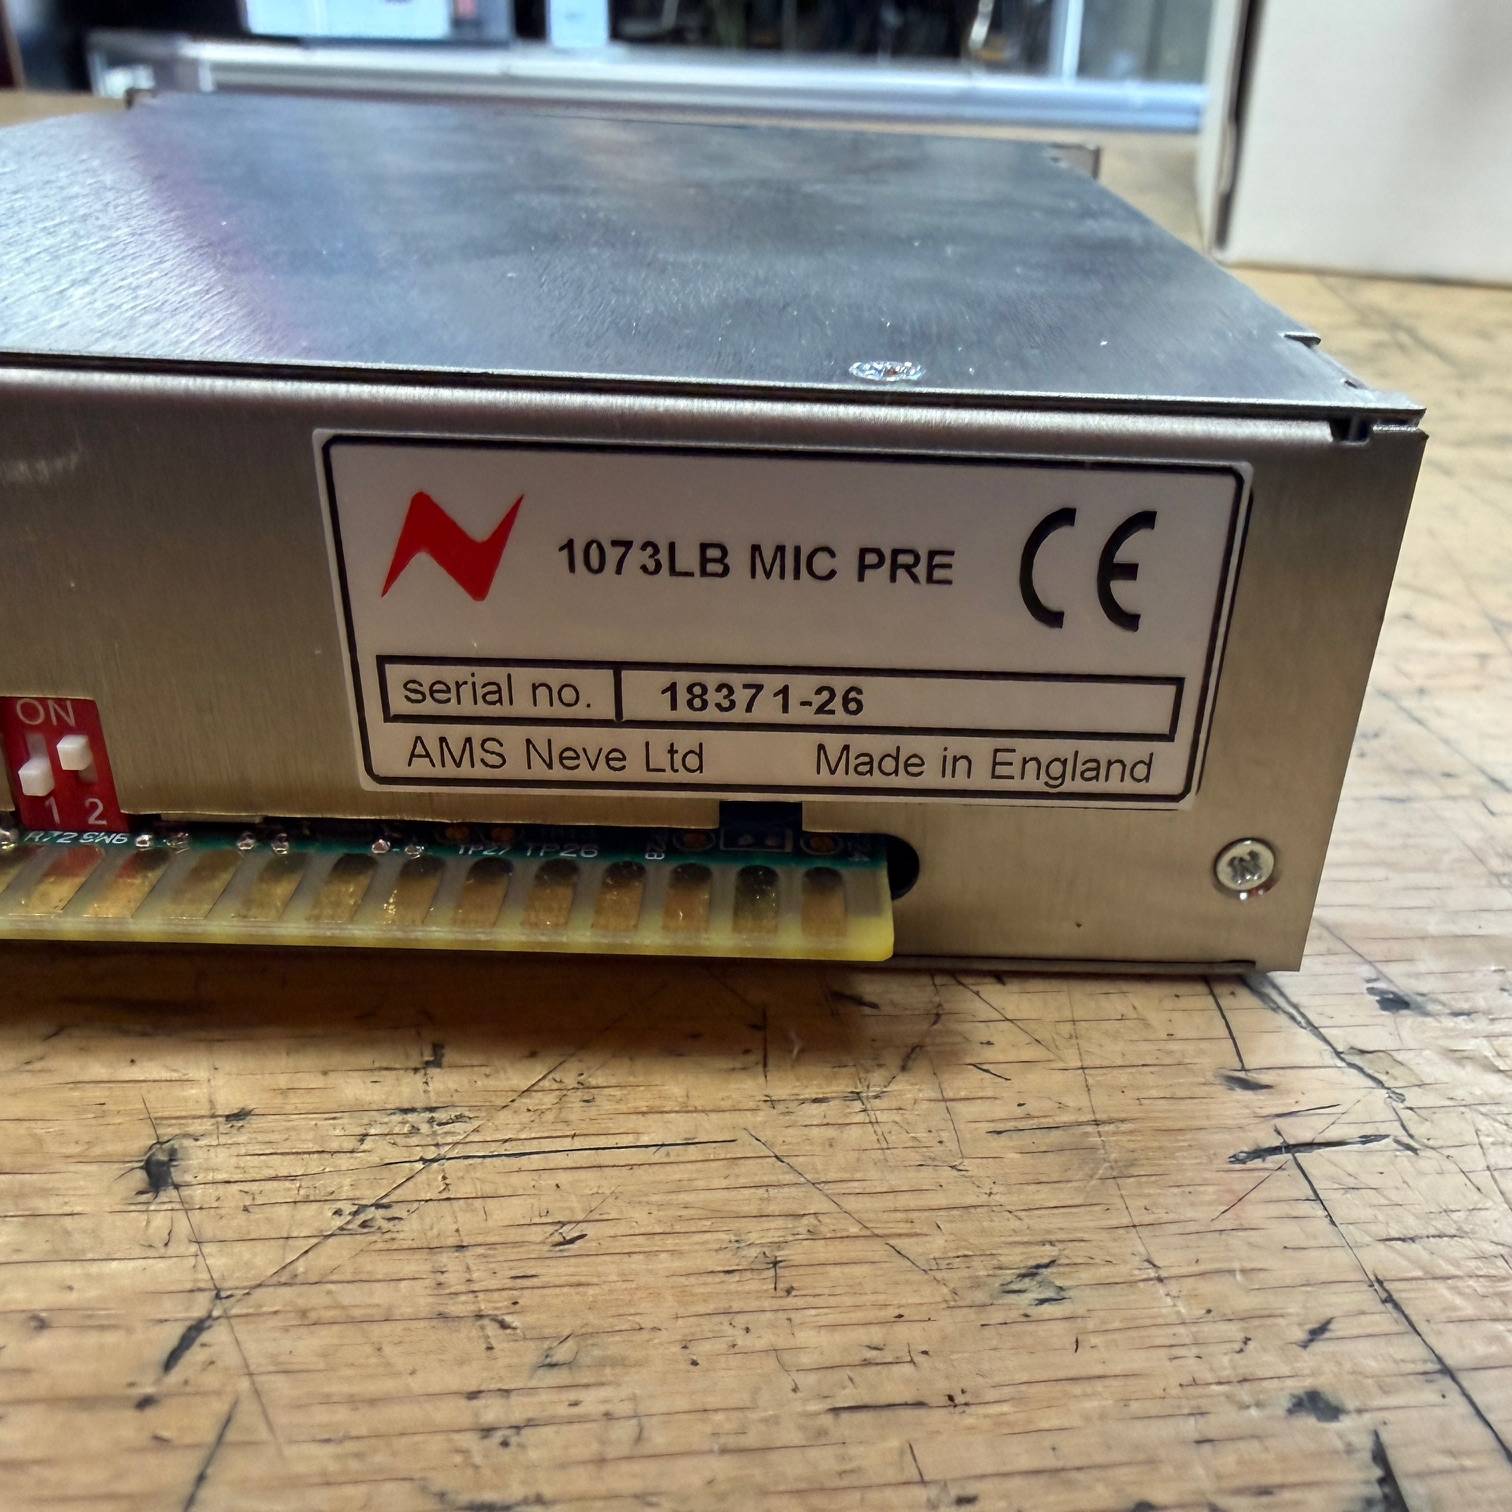 1073LB MIC PRE
CE
serial no. 18371-26
AMS Neve Ltd Made in England
ON
1 2
R72 SW6
TP27 TP26